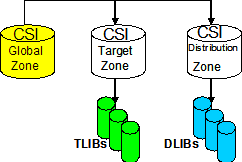 CSI
Global
Zone
CSI
Target
Zone
CSI
Distribution
Zone
TLIBs
DLIBs